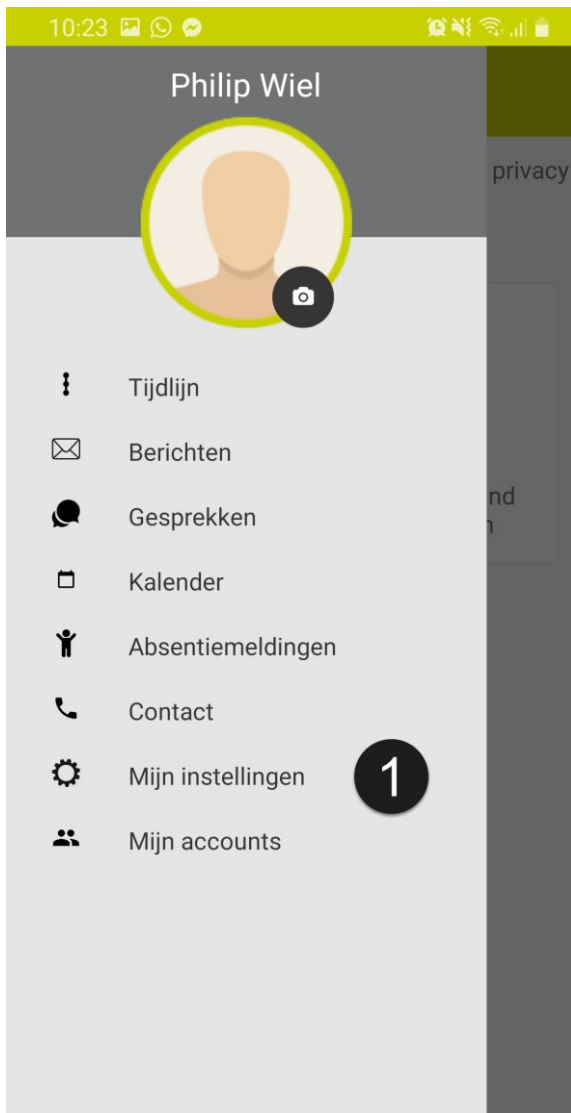 10:23
Philip Wiel
privacy
Tijdlijn
Berichten
nd
Gesprekken
Kalender
Absentiemeldingen
Contact
Mijn instellingen
1
Mijn accounts